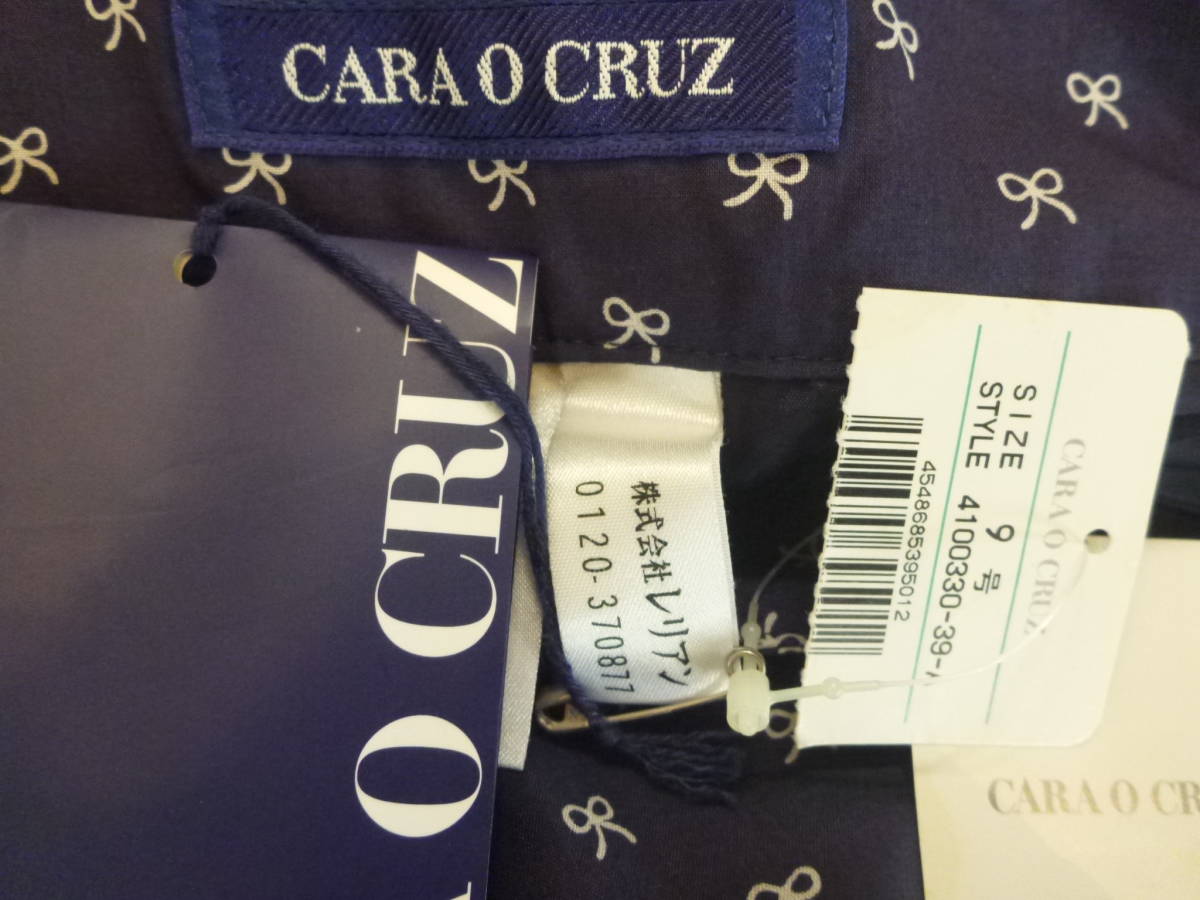 CARA O CRUZ
O CRUZ
株式会社レリアン
0120-370877
CARA O CRUZ
SIZE 9号
STYLE 4100330-39-
4548685395012
CARA O CR